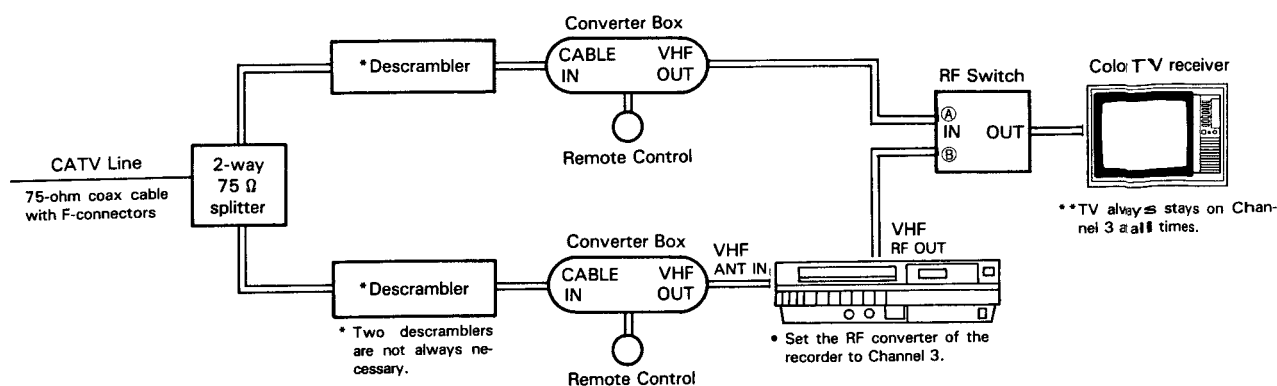 CATV Line
75-ohm coax cable
with F-connectors
2-way
75 Ω
splitter
*Descrambler
Converter Box
CABLE IN
VHF OUT
Remote Control
RF Switch
Ⓐ
IN
Ⓑ
OUT
Color TV receiver
**TV always stays on Chan-
nel 3 at all times.
*Descrambler
* Two descramblers
are not always ne-
cessary.
Converter Box
CABLE IN
VHF OUT
Remote Control
VHF
ANT IN
VHF
RF OUT
• Set the RF converter of the
recorder to Channel 3.